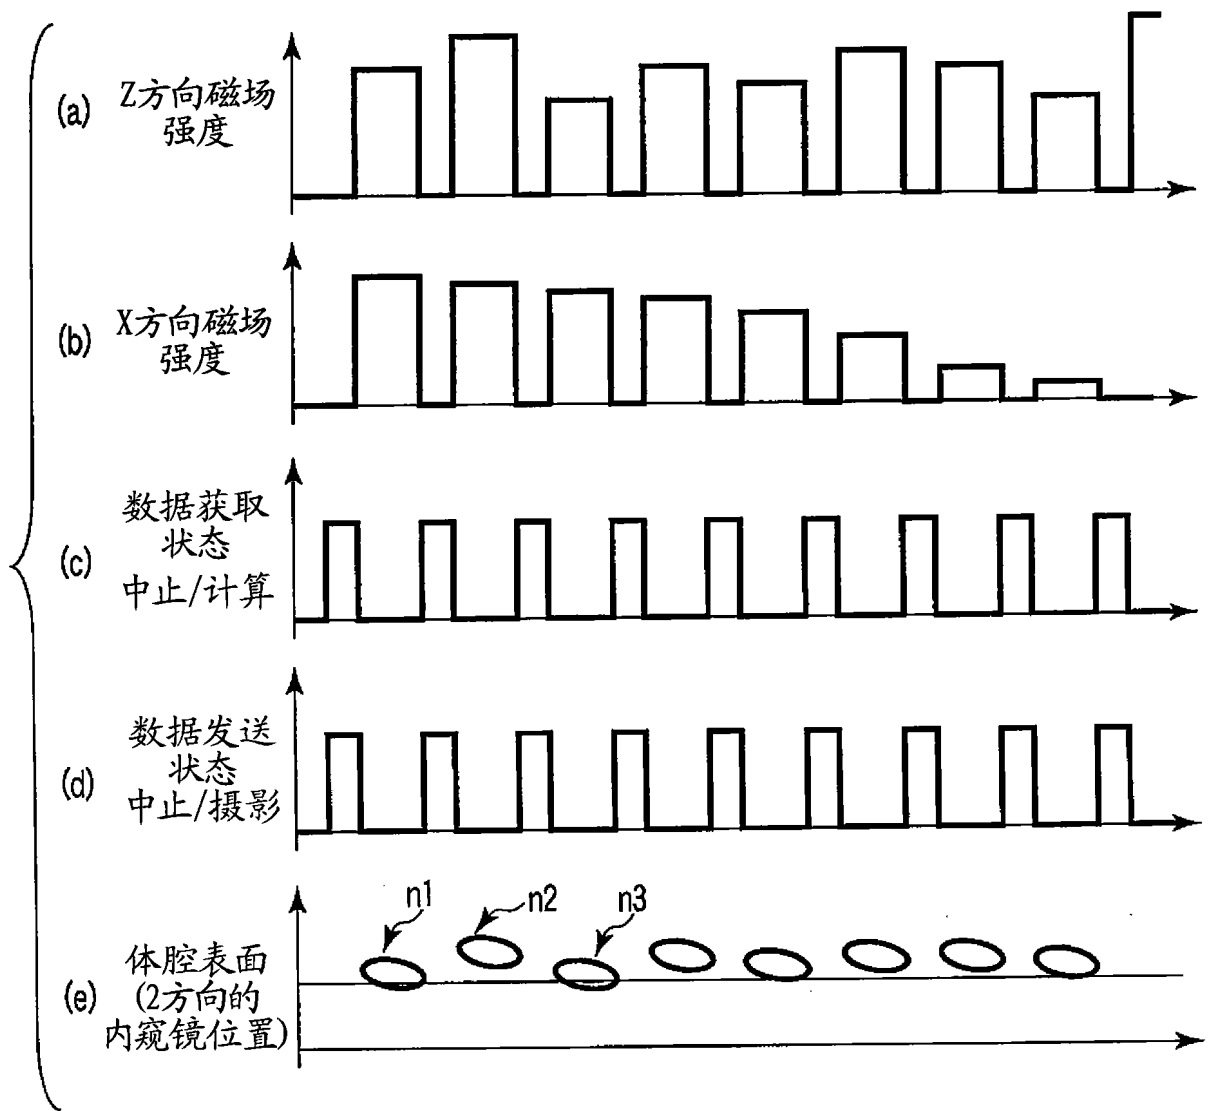 (a)
Z方向磁场
强度
(b)
X方向磁场
强度
(c)
数据获取
状态
中止/计算
(d)
数据发送
状态
中止/摄影
n1
n2
n3
(e)
体腔表面
(2方向的
内窥镜位置)